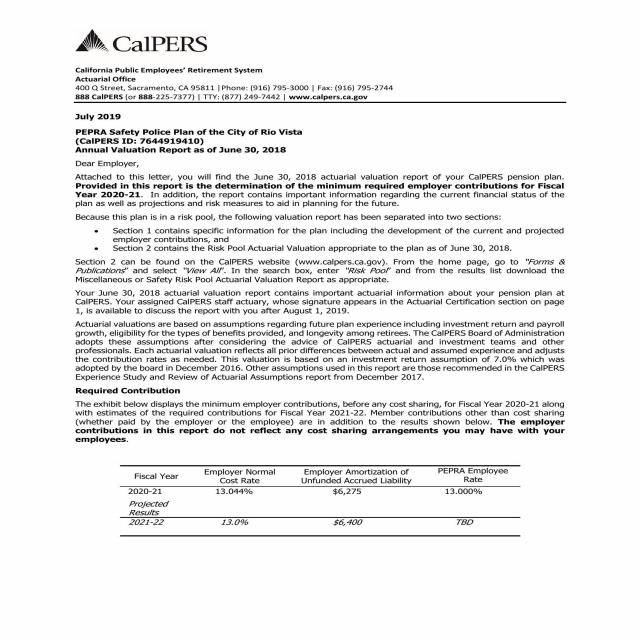 CalPERS
California Public Employees' Retirement System
Actuarial Office
400 Q Street, Sacramento, CA 95811 |Phone: (916) 795-3000 | Fax: (916) 795-2744
888 CalPERS (or 888-225-7377) | TTY: (877) 249-7442 | www.calpers.ca.gov
July 2019
PEPRA Safety Police Plan of the City of Rio Vista
(CalPERS ID: 7644919410)
Annual Valuation Report as of June 30, 2018
Dear Employer,
Attached to this letter, you will find the June 30, 2018 actuarial valuation report of your CalPERS pension plan.
Provided in this report is the determination of the minimum required employer contributions for Fiscal
Year 2020-21. In addition, the report contains important information regarding the current financial status of the
plan as well as projections and risk measures to aid in planning for the future.
Because this plan is in a risk pool, the following valuation report has been separated into two sections:
• Section 1 contains specific information for the plan including the development of the current and projected
employer contributions, and
• Section 2 contains the Risk Pool Actuarial Valuation appropriate to the plan as of June 30, 2018.
Section 2 can be found on the CalPERS website (www.calpers.ca.gov). From the home page, go to "Forms &
Publications" and select "View All". In the search box, enter "Risk Pool" and from the results list download the
Miscellaneous or Safety Risk Pool Actuarial Valuation Report as appropriate.
Your June 30, 2018 actuarial valuation report contains important actuarial information about your pension plan at
CalPERS. Your assigned CalPERS staff actuary, whose signature appears in the Actuarial Certification section on page
1, is available to discuss the report with you after August 1, 2019.
Actuarial valuations are based on assumptions regarding future plan experience including investment return and payroll
growth, eligibility for the types of benefits provided, and longevity among retirees. The CalPERS Board of Administration
adopts these assumptions after considering the advice of CalPERS actuarial and investment teams and other
professionals. Each actuarial valuation reflects all prior differences between actual and assumed experience and adjusts
the contribution rates as needed. This valuation is based on an investment return assumption of 7.0% which was
adopted by the board in December 2016. Other assumptions used in this report are those recommended in the CalPERS
Experience Study and Review of Actuarial Assumptions report from December 2017.
Required Contribution
The exhibit below displays the minimum employer contributions, before any cost sharing, for Fiscal Year 2020-21 along
with estimates of the required contributions for Fiscal Year 2021-22. Member contributions other than cost sharing
(whether paid by the employer or the employee) are in addition to the results shown below. The employer
contributions in this report do not reflect any cost sharing arrangements you may have with your
employees.
Fiscal Year Employer Normal Cost Rate Employer Amortization of Unfunded Accrued Liability PEPRA Employee Rate
2020-21 13.044% $6,275 13.000%
Projected
Results
2021-22 13.0% $6,400 TBD